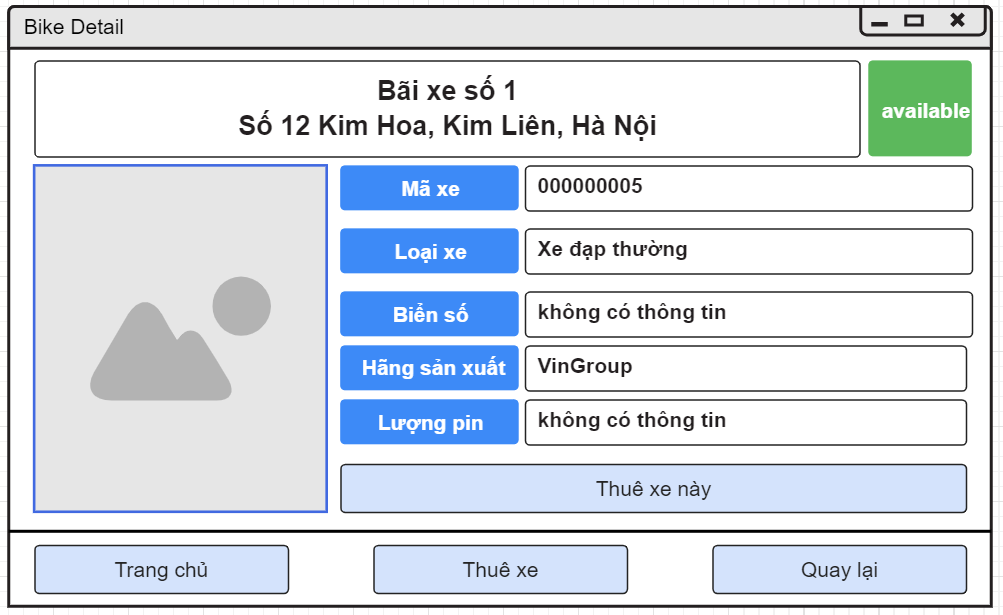 Bike Detail
Bãi xe số 1
Số 12 Kim Hoa, Kim Liên, Hà Nội
available
Mã xe
000000005
Loại xe
Xe đạp thường
Biển số
không có thông tin
Hãng sản xuất
VinGroup
Lượng pin
không có thông tin
Thuê xe này
Trang chủ
Thuê xe
Quay lại